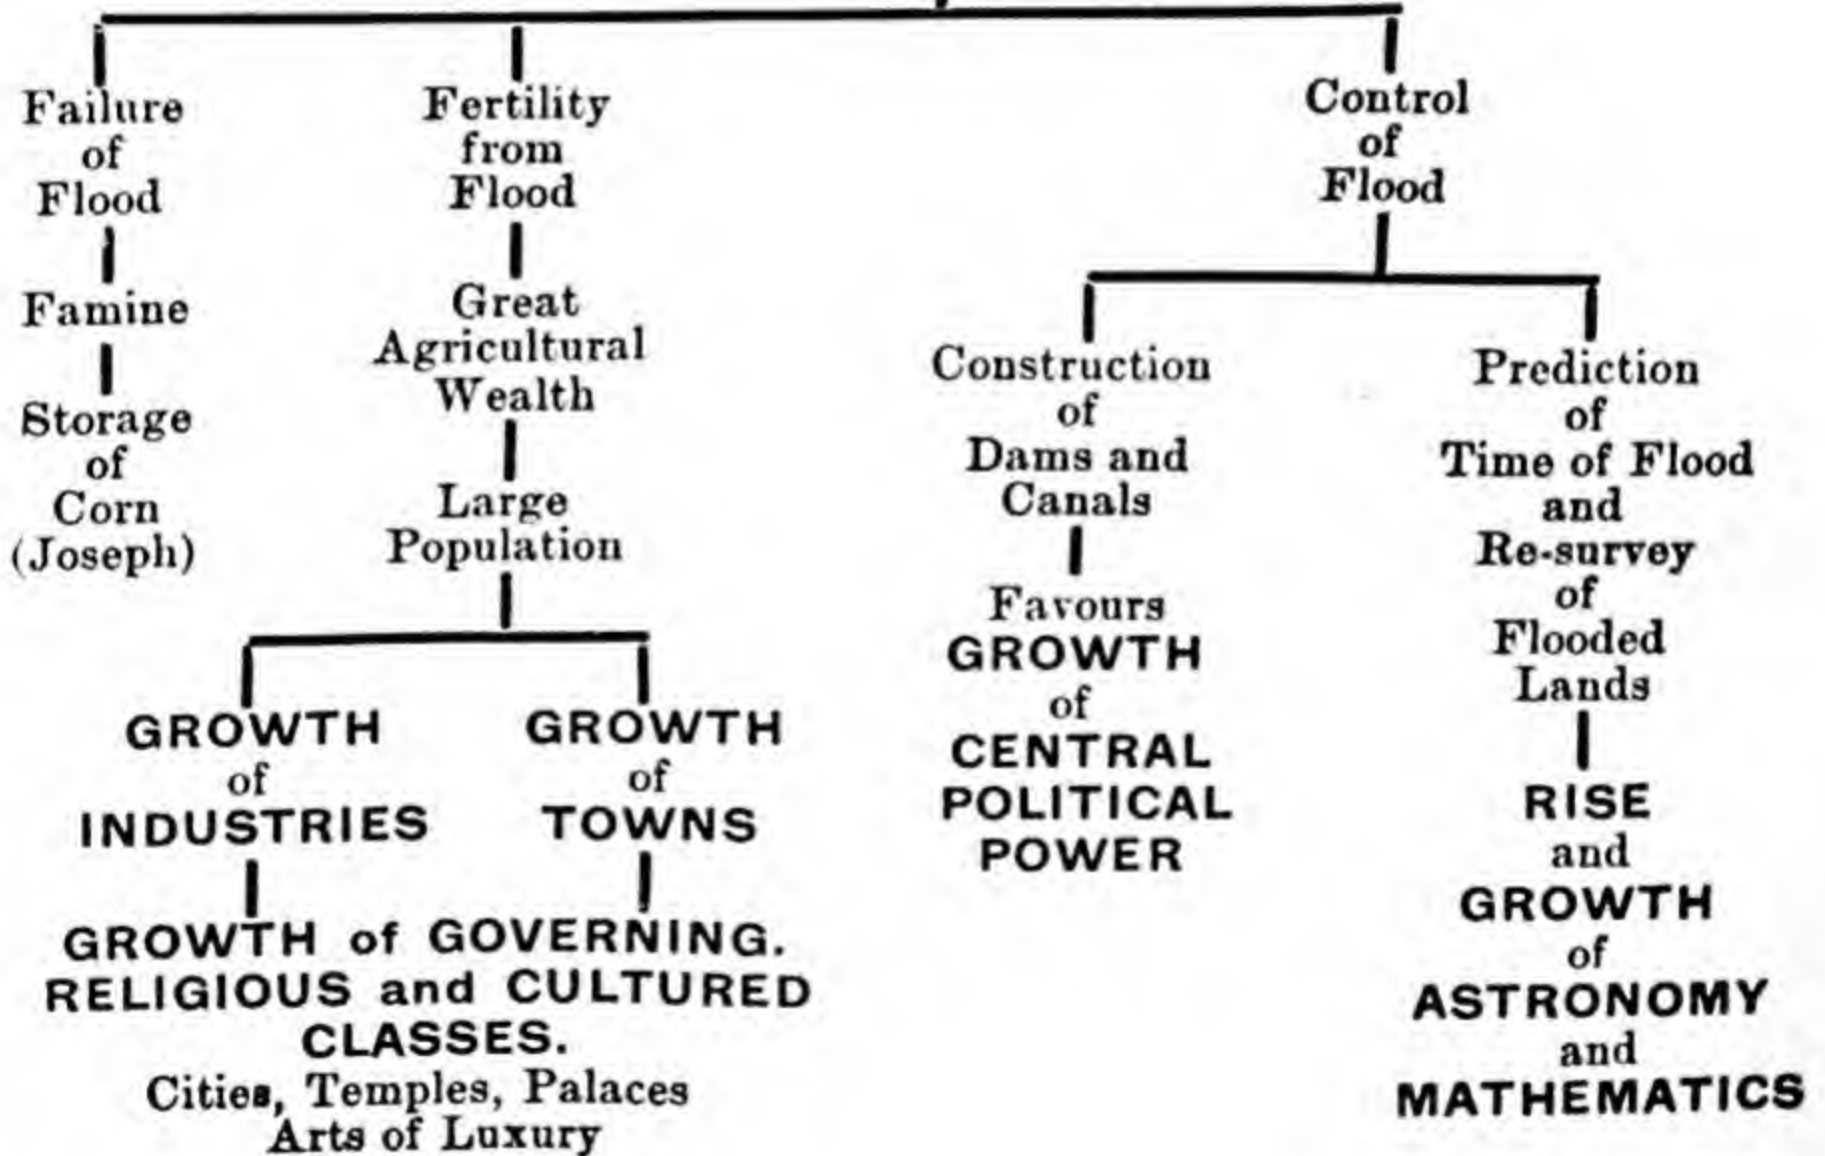 Failure
of
Flood
Famine
Storage
of
Corn
(Joseph)
Fertility
from
Flood
Great
Agricultural
Wealth
Large
Population
GROWTH
of
INDUSTRIES
GROWTH
of
TOWNS
GROWTH of GOVERNING.
RELIGIOUS and CULTURED
CLASSES.
Cities, Temples, Palaces
Arts of Luxury
Control
of
Flood
Construction
of
Dams and
Canals
Favours
GROWTH
of
CENTRAL
POLITICAL
POWER
Prediction
of
Time of Flood
and
Re-survey
of
Flooded
Lands
RISE
and
GROWTH
of
ASTRONOMY
and
MATHEMATICS